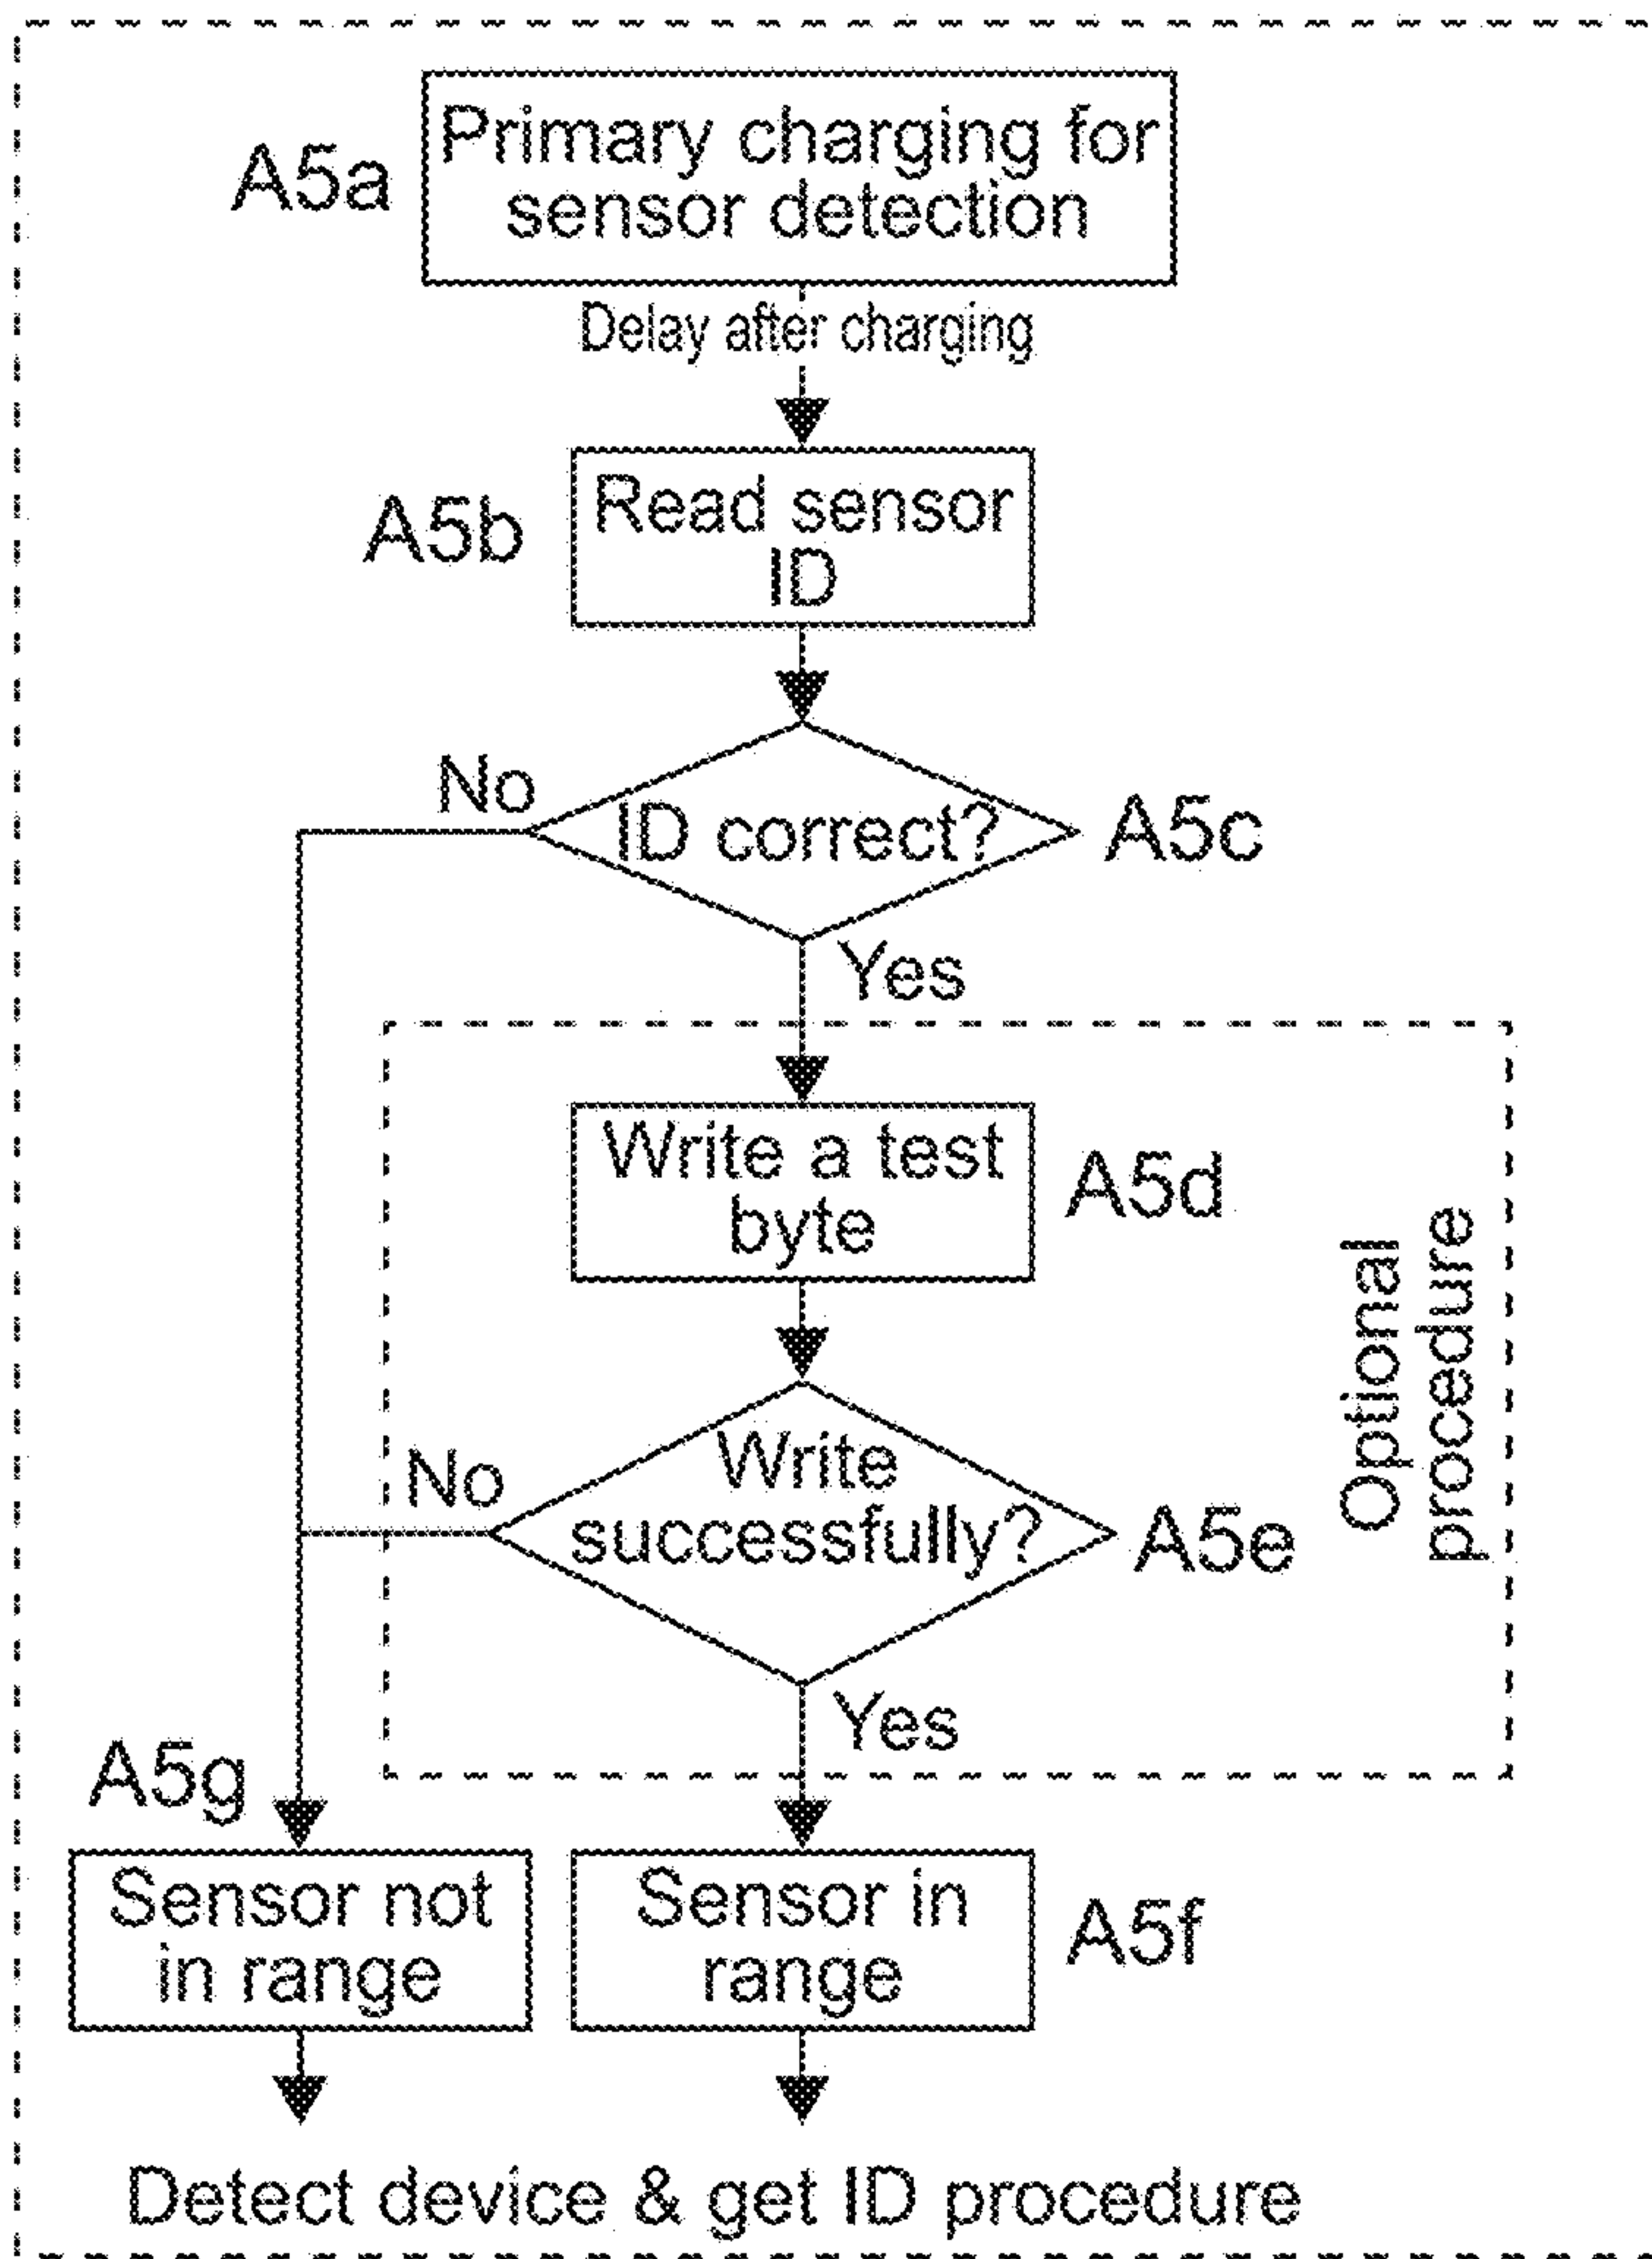 A5a
Primary charging for
sensor detection
Delay after charging
A5b
Read sensor
ID
No
ID correct?
A5c
Yes
Write a test
byte
A5d
Optional
procedure
No
Write
successfully?
A5e
Yes
A5g
Sensor not
in range
Sensor in
range
A5f
Detect device & get ID procedure